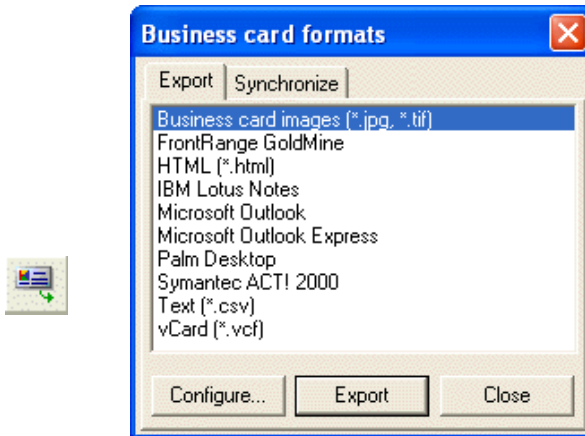 Business card formats
Export
Synchronize
Business card images (*.jpg, *.tif)
FrontRange GoldMine
HTML (*.html)
IBM Lotus Notes
Microsoft Outlook
Microsoft Outlook Express
Palm Desktop
Symantec ACT! 2000
Text (*.csv)
vCard (*.vcf)
Configure... Export Close